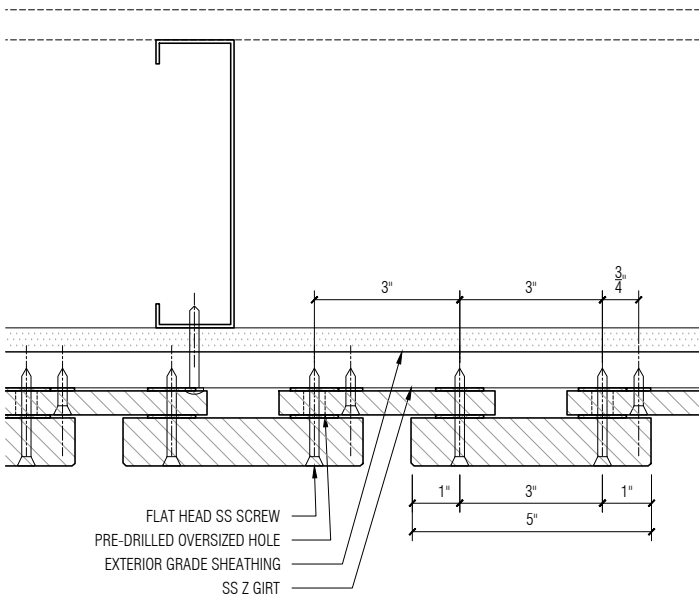 3"
3"
3/4"
1"
3"
1"
5"
FLAT HEAD SS SCREW
PRE-DRILLED OVERSIZED HOLE
EXTERIOR GRADE SHEATHING
SS Z GIRT